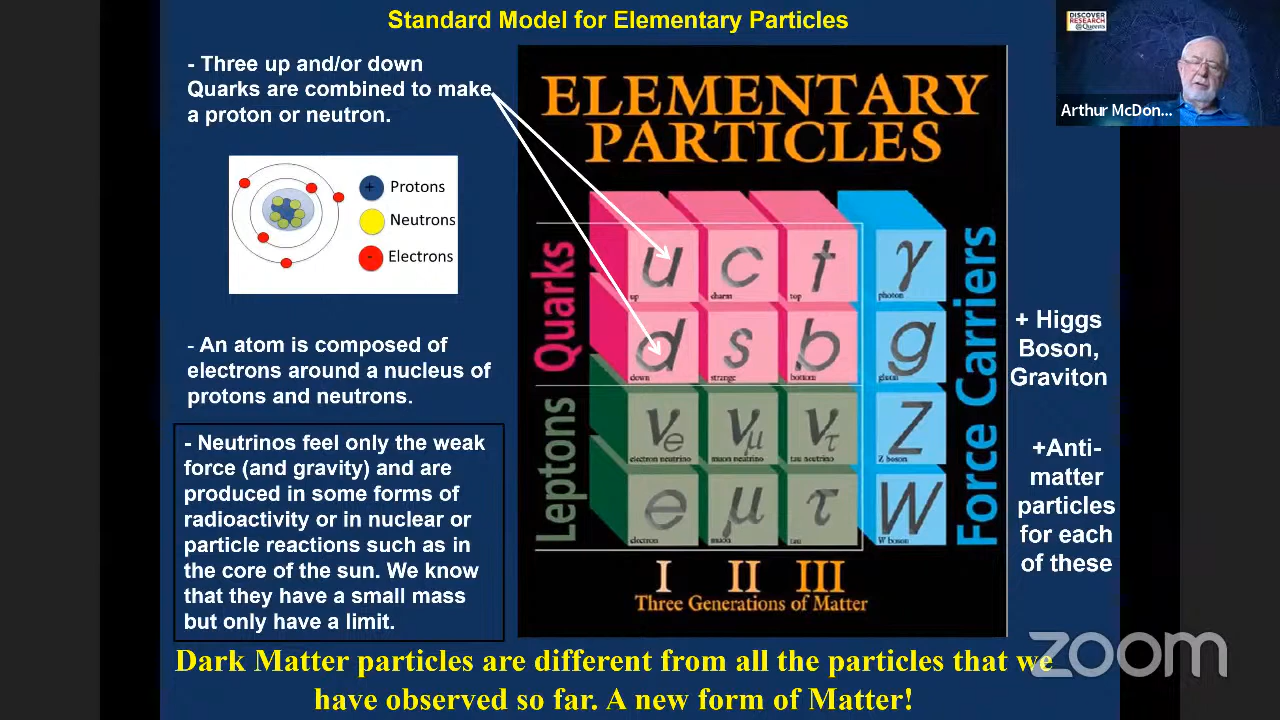 Standard Model for Elementary Particles
- Three up and/or down
Quarks are combined to make
a proton or neutron.
+ Protons
Neutrons
- Electrons
- An atom is composed of
electrons around a nucleus of
protons and neutrons.
- Neutrinos feel only the weak
force (and gravity) and are
produced in some forms of
radioactivity or in nuclear or
particle reactions such as in
the core of the sun. We know
that they have a small mass
but only have a limit.
ELEMENTARY
PARTICLES
Quarks
Leptons
Force Carriers
u c t γ
up charm top photon
d s b g
down strange bottom gluon
νe νμ ντ Z
electron neutrino muon neutrino tau neutrino Z boson
e μ τ W
electron muon tau W boson
I II III
Three Generations of Matter
+ Higgs
Boson,
Graviton
+Anti-
matter
particles
for each
of these
Dark Matter particles are different from all the particles that we
have observed so far. A new form of Matter!
DISCOVER
RESEARCH
@Queens
Arthur McDon...
zoom